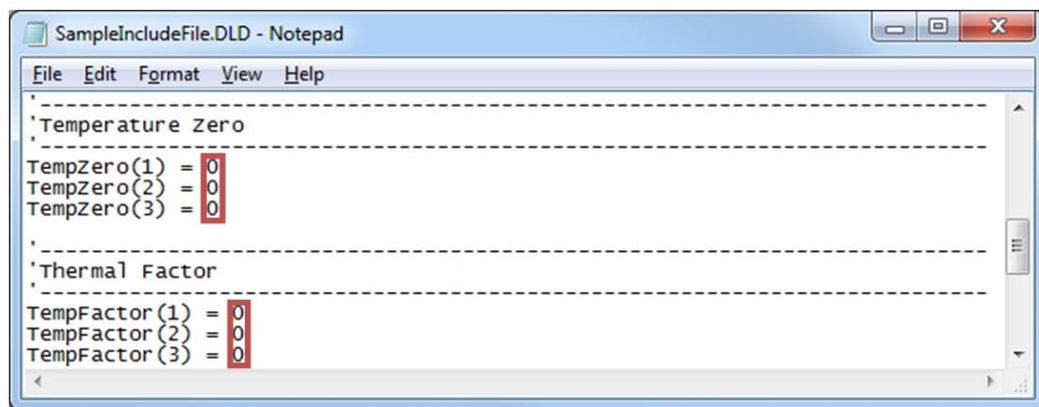 SampleIncludeFile.DLD - Notepad
File Edit Format View Help
'--------------------------------------------------------------------------
'Temperature Zero
'--------------------------------------------------------------------------
TempZero(1) = 0
TempZero(2) = 0
TempZero(3) = 0
'--------------------------------------------------------------------------
'Thermal Factor
'--------------------------------------------------------------------------
TempFactor(1) = 0
TempFactor(2) = 0
TempFactor(3) = 0